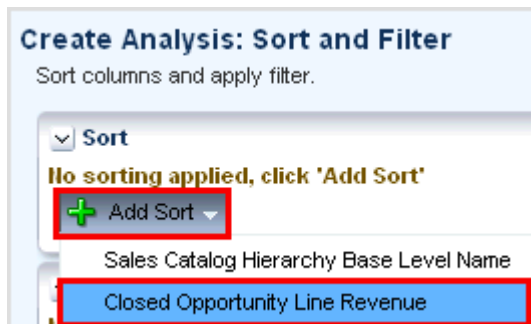 Create Analysis: Sort and Filter
Sort columns and apply filter.
Sort
No sorting applied, click 'Add Sort'
Add Sort
Sales Catalog Hierarchy Base Level Name
Closed Opportunity Line Revenue